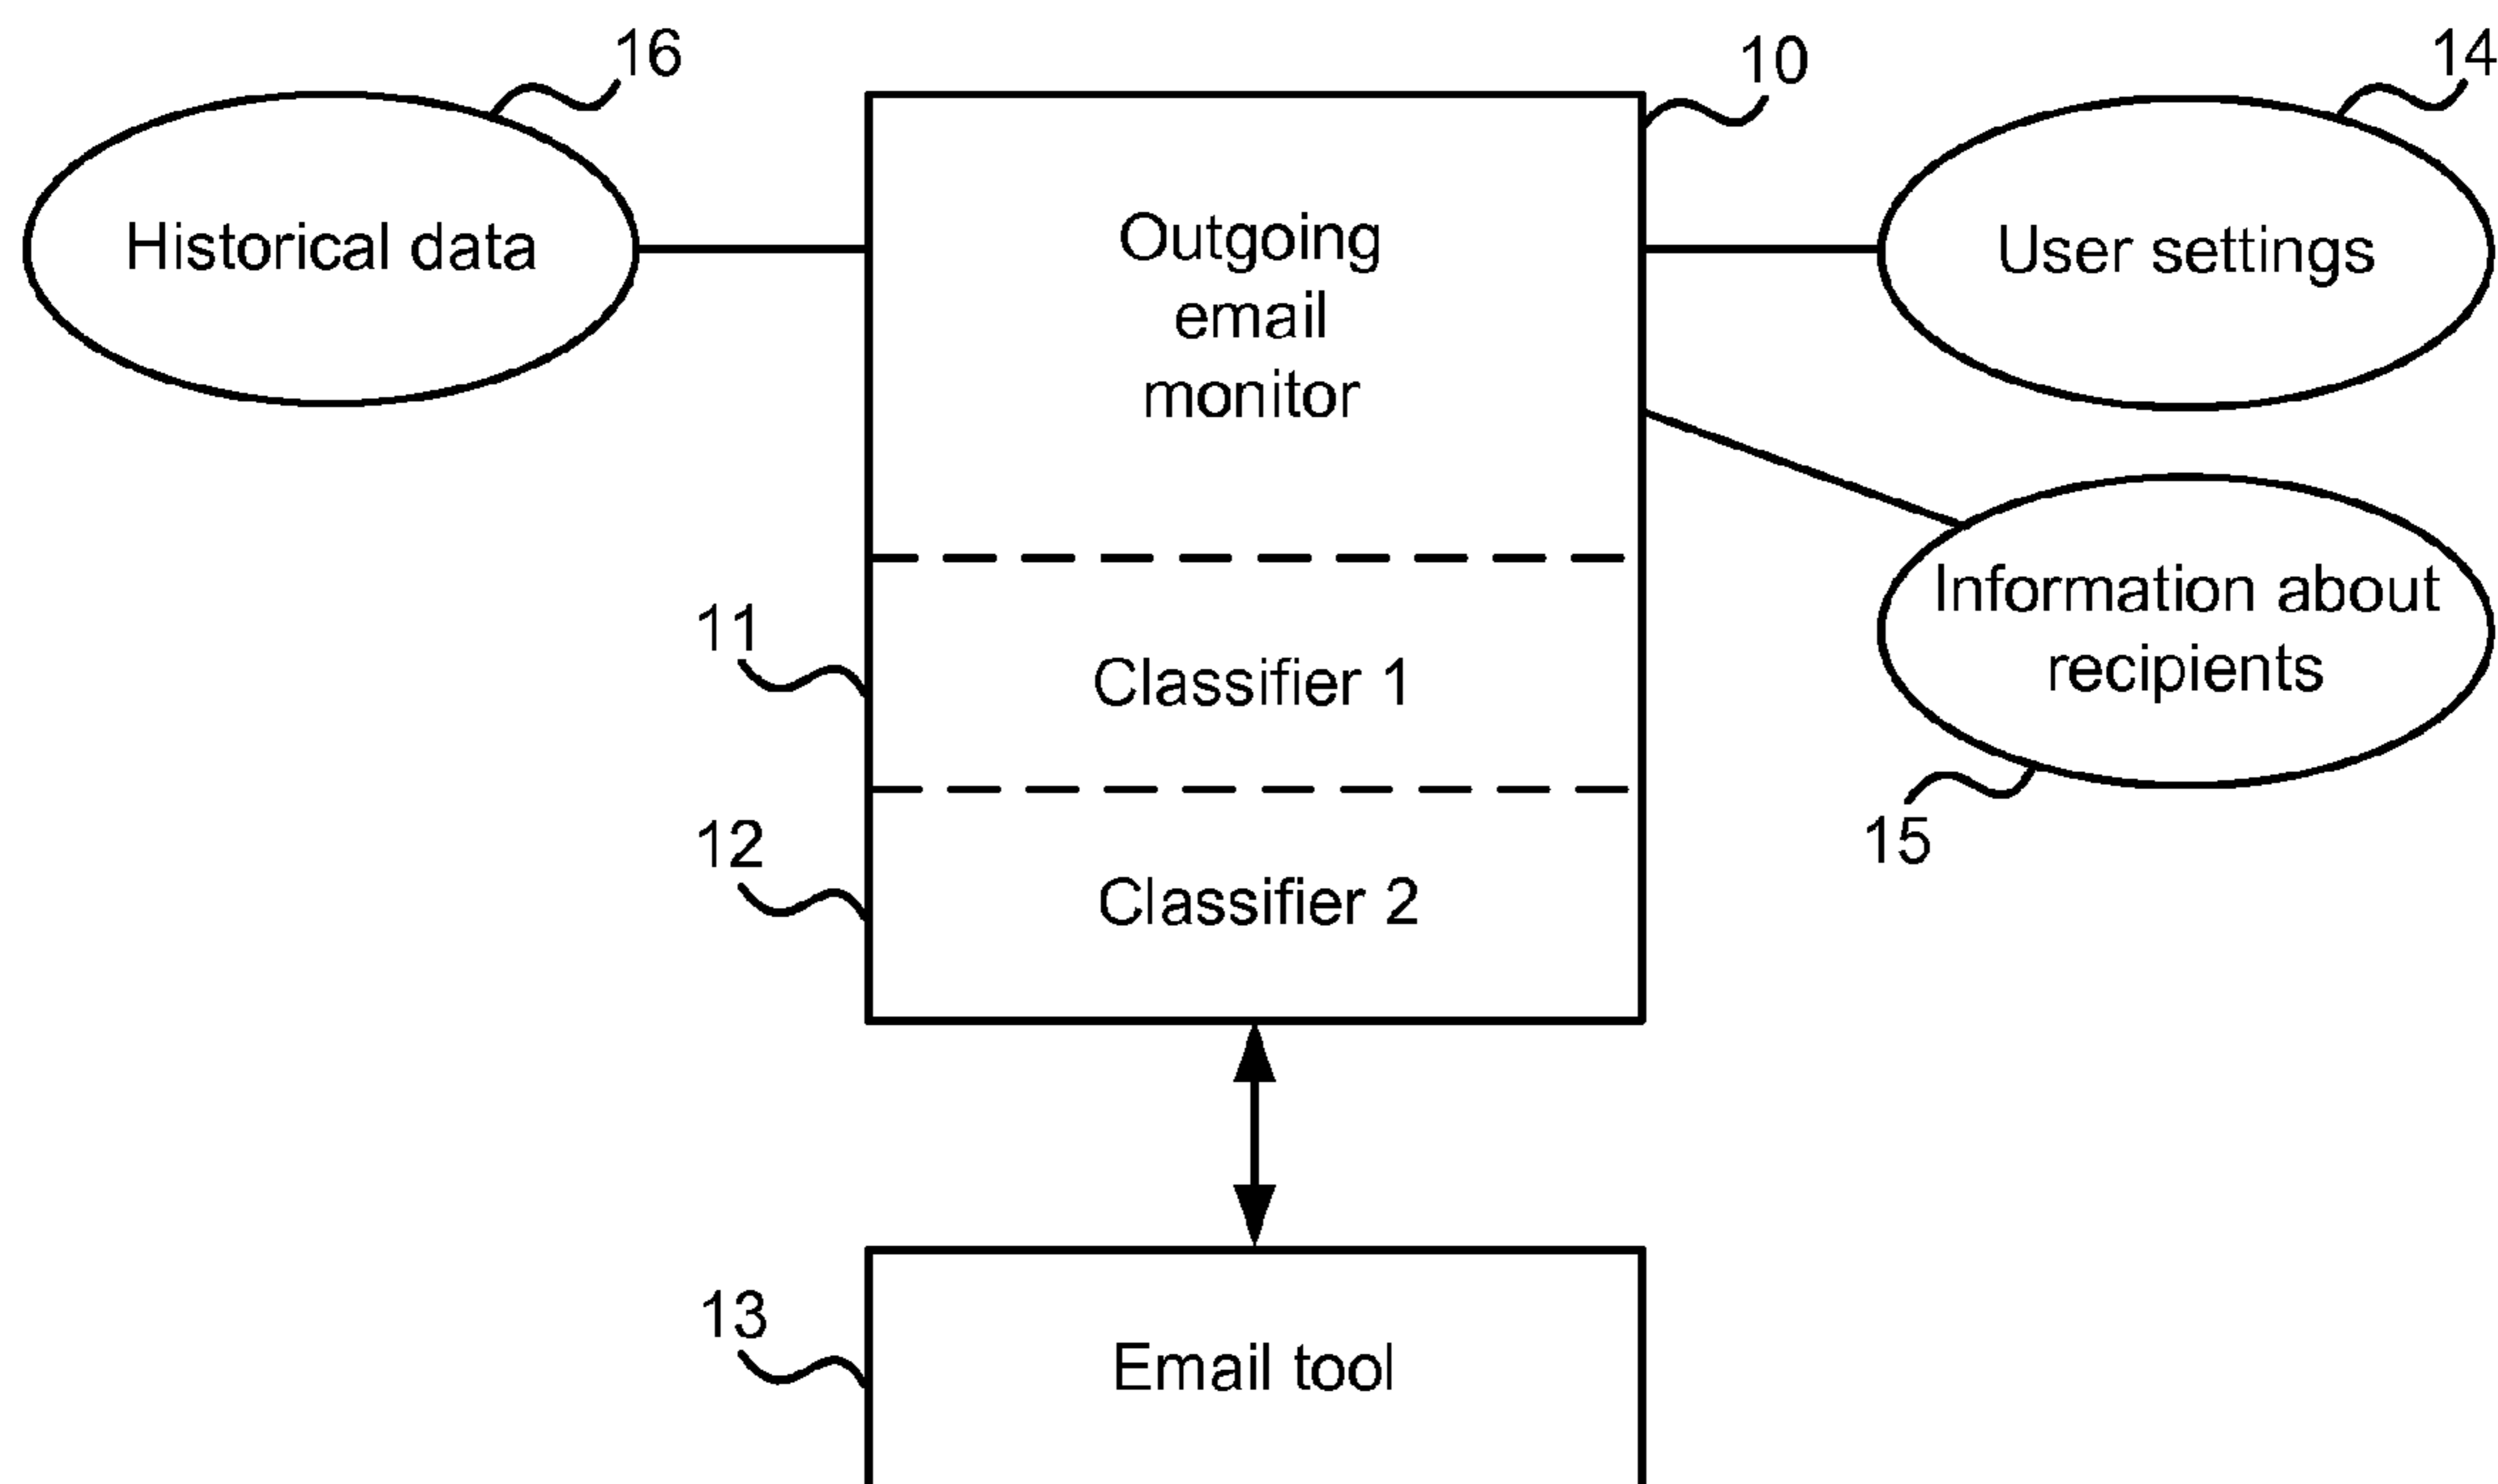 16
10
14
Historical data
Outgoing
email
monitor
User settings
Information about
recipients
11
Classifier 1
12
Classifier 2
15
13
Email tool